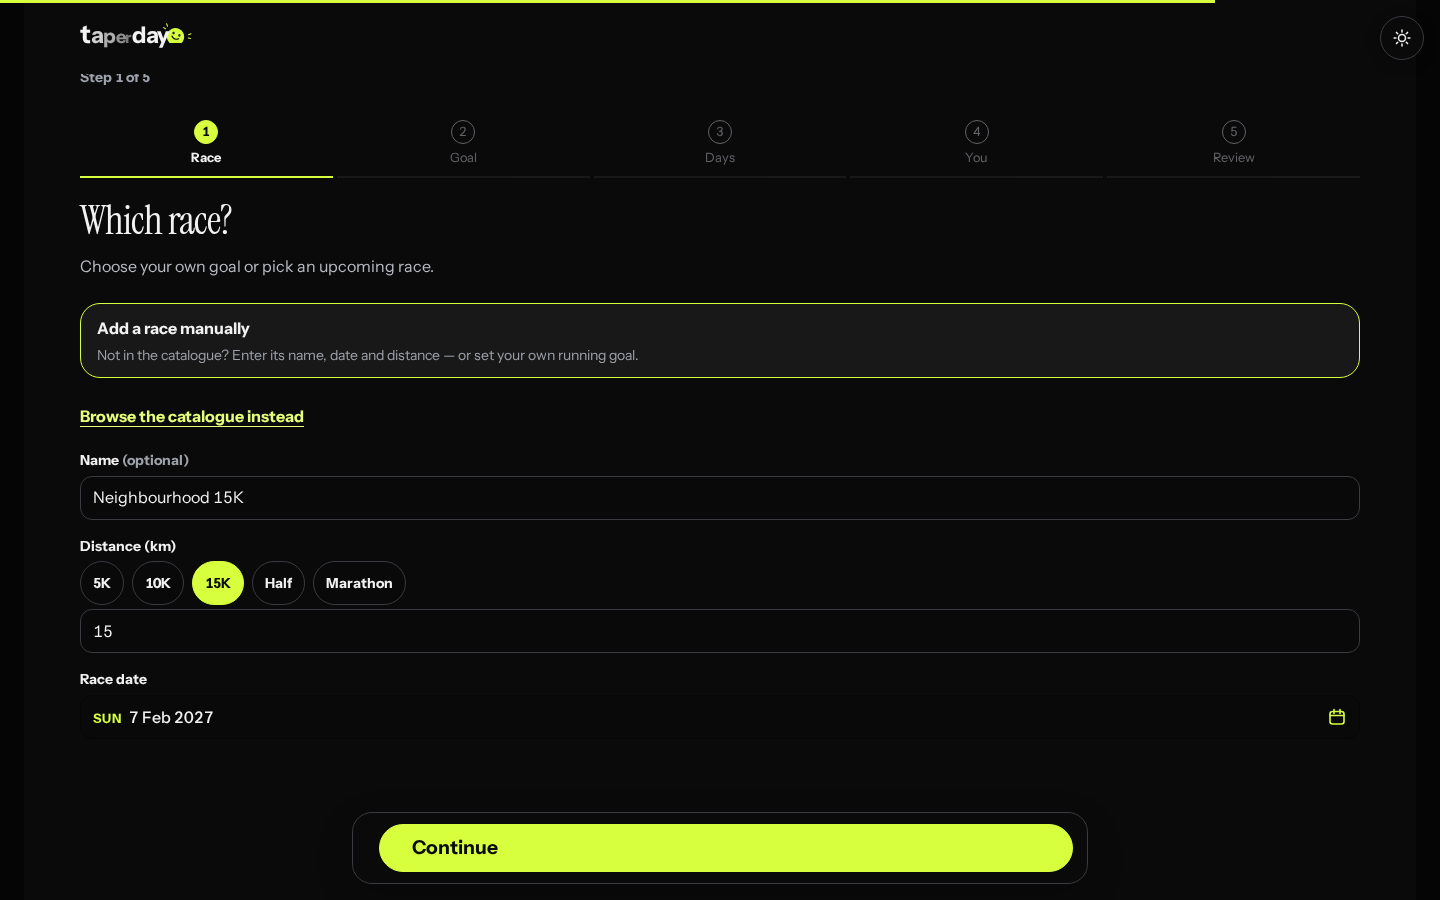 taperday
Step 1 of 5
1 2 3 4 5
Race Goal Days You Review
Which race?
Choose your own goal or pick an upcoming race.
Add a race manually
Not in the catalogue? Enter its name, date and distance — or set your own running goal.
Browse the catalogue instead
Name (optional)
Neighbourhood 15K
Distance (km)
5K 10K 15K Half Marathon
15
Race date
SUN 7 Feb 2027
Continue